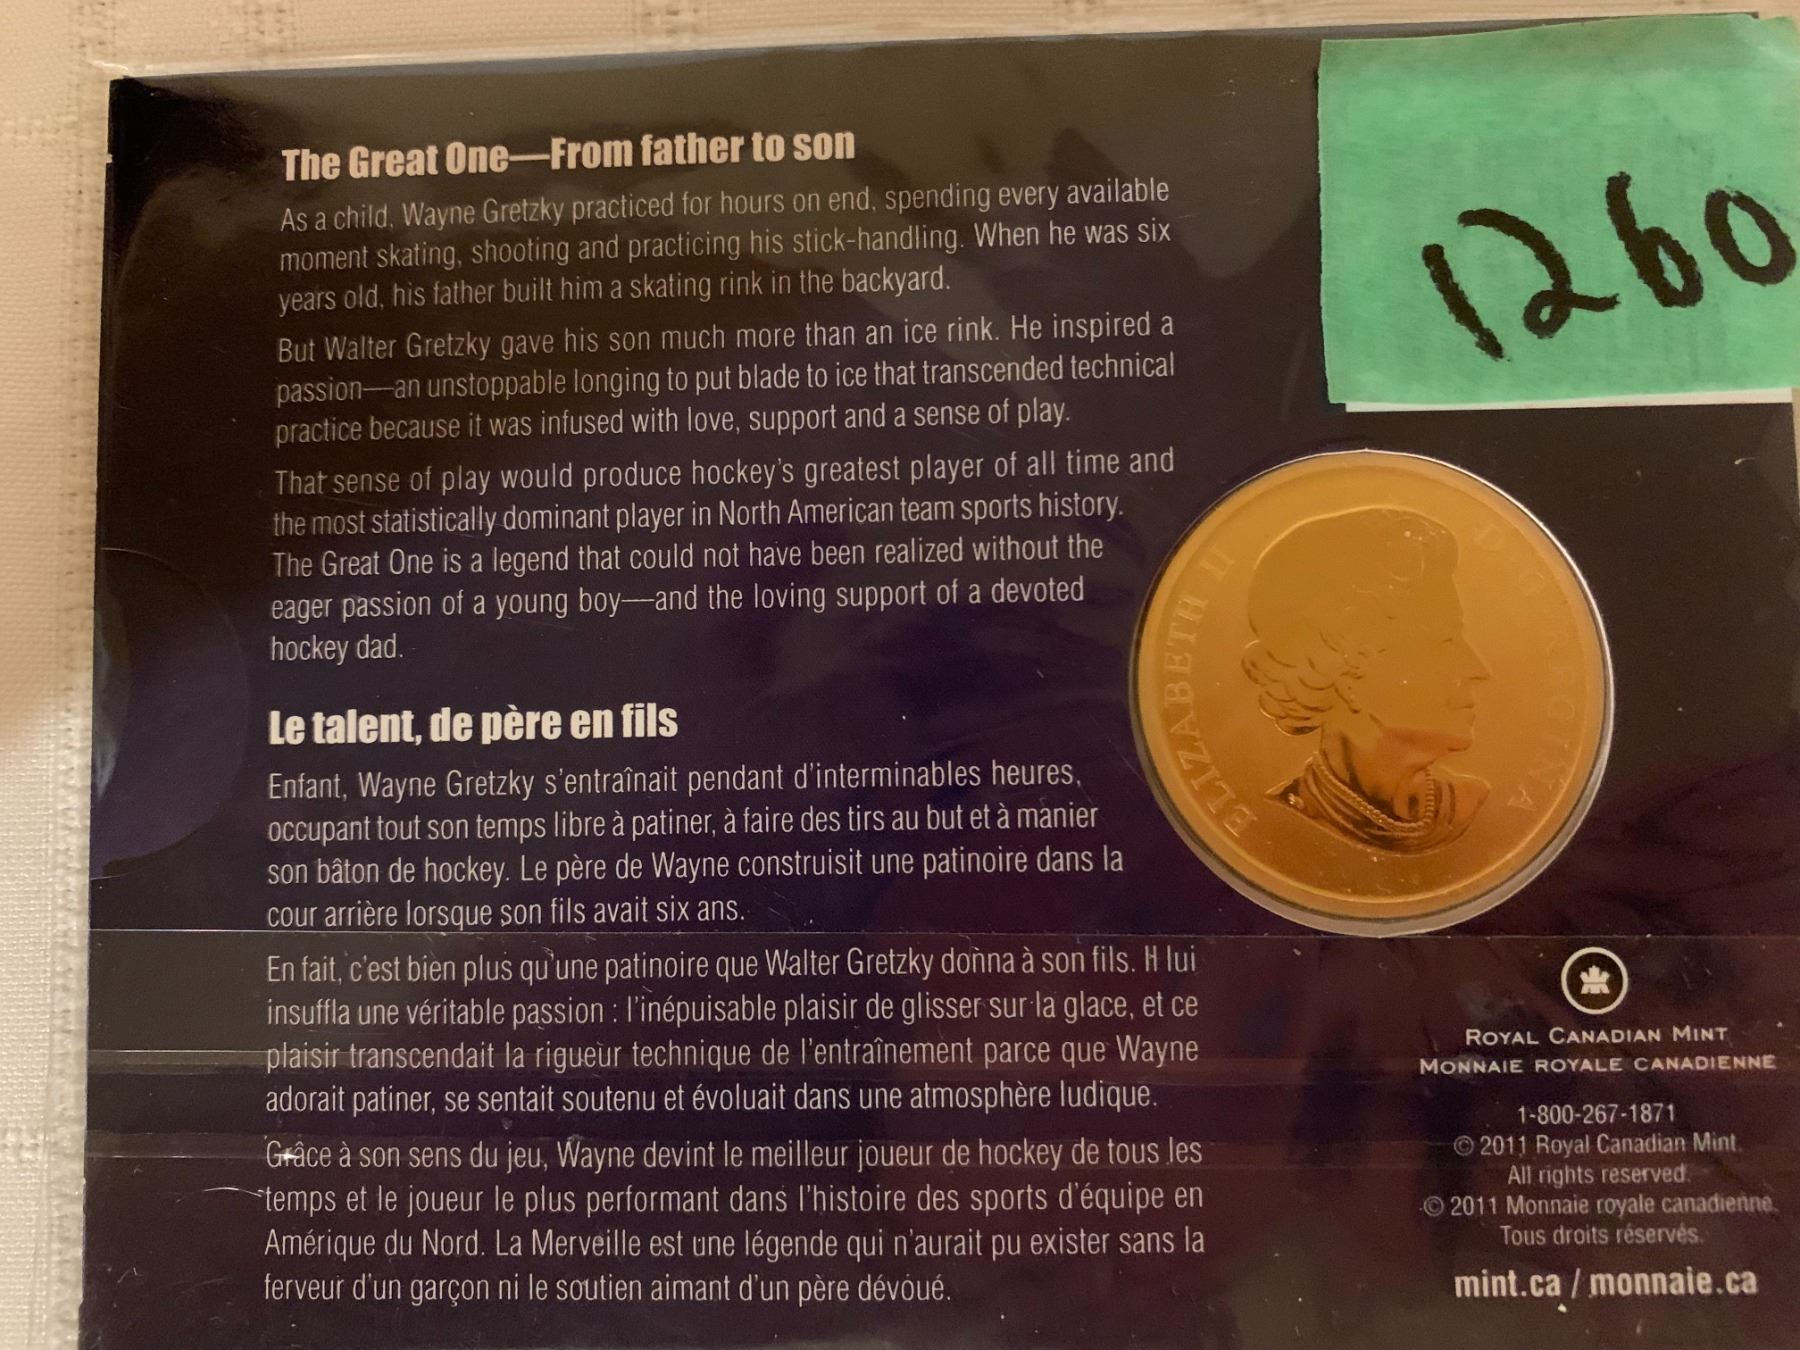 The Great One—From father to son
As a child, Wayne Gretzky practiced for hours on end, spending every available
moment skating, shooting and practicing his stick-handling. When he was six
years old, his father built him a skating rink in the backyard.
But Walter Gretzky gave his son much more than an ice rink. He inspired a
passion—an unstoppable longing to put blade to ice that transcended technical
practice because it was infused with love, support and a sense of play.
That sense of play would produce hockey's greatest player of all time and
the most statistically dominant player in North American team sports history.
The Great One is a legend that could not have been realized without the
eager passion of a young boy—and the loving support of a devoted
hockey dad.
Le talent, de père en fils
Enfant, Wayne Gretzky s'entraînait pendant d'interminables heures,
occupant tout son temps libre à patiner, à faire des tirs au but et à manier
son bâton de hockey. Le père de Wayne construisit une patinoire dans la
cour arrière lorsque son fils avait six ans.
En fait, c'est bien plus qu'une patinoire que Walter Gretzky donna à son fils. Il lui
insuffla une véritable passion : l'inépuisable plaisir de glisser sur la glace, et ce
plaisir transcendait la rigueur technique de l'entraînement parce que Wayne
adorait patiner, se sentait soutenu et évoluait dans une atmosphère ludique.
Grâce à son sens du jeu, Wayne devint le meilleur joueur de hockey de tous les
temps et le joueur le plus performant dans l'histoire des sports d'équipe en
Amérique du Nord. La Merveille est une légende qui n'aurait pu exister sans la
ferveur d'un garçon ni le soutien aimant d'un père dévoué.
1260
ELIZABETH II D·G·REGINA
ROYAL CANADIAN MINT
MONNAIE ROYALE CANADIENNE
1-800-267-1871
© 2011 Royal Canadian Mint.
All rights reserved.
© 2011 Monnaie royale canadienne.
Tous droits réservés.
mint.ca / monnaie.ca